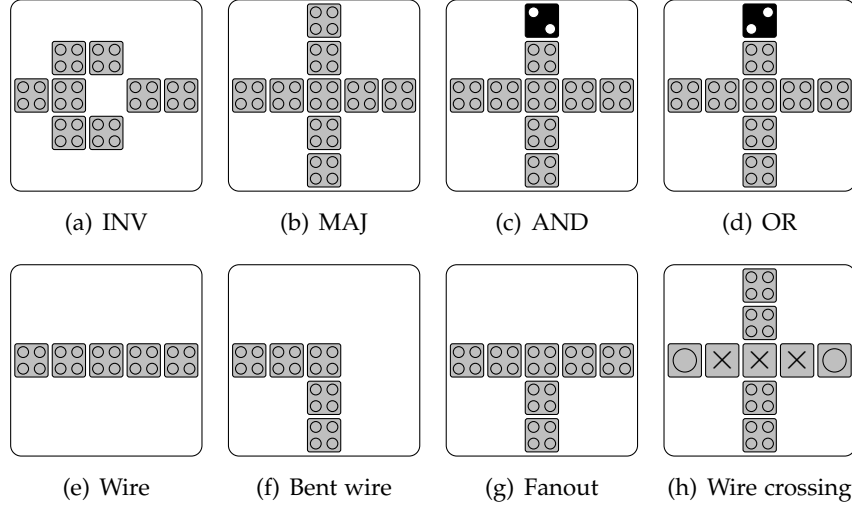 (a) INV (b) MAJ (c) AND (d) OR
(e) Wire (f) Bent wire (g) Fanout (h) Wire crossing